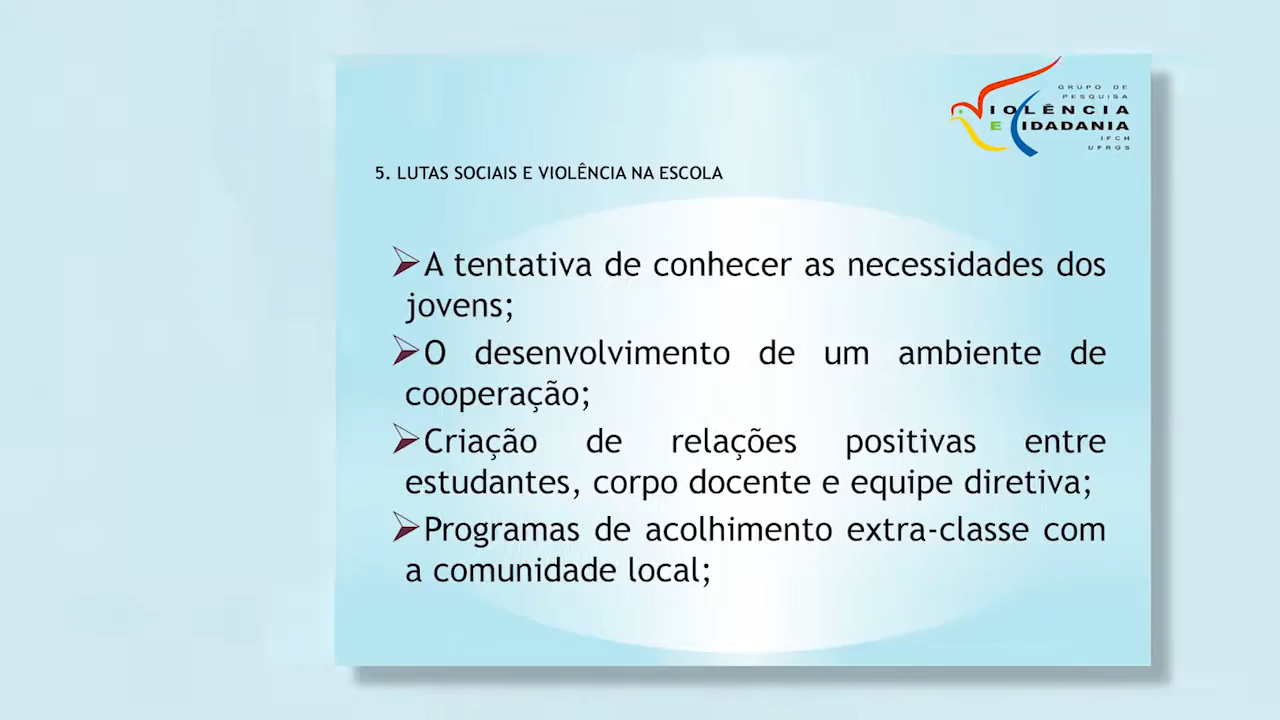 GRUPO DE
PESQUISA
VIOLÊNCIA
E CIDADANIA
IFCH
UFRGS
5. LUTAS SOCIAIS E VIOLÊNCIA NA ESCOLA
A tentativa de conhecer as necessidades dos
jovens;
O desenvolvimento de um ambiente de
cooperação;
Criação de relações positivas entre
estudantes, corpo docente e equipe diretiva;
Programas de acolhimento extra-classe com
a comunidade local;